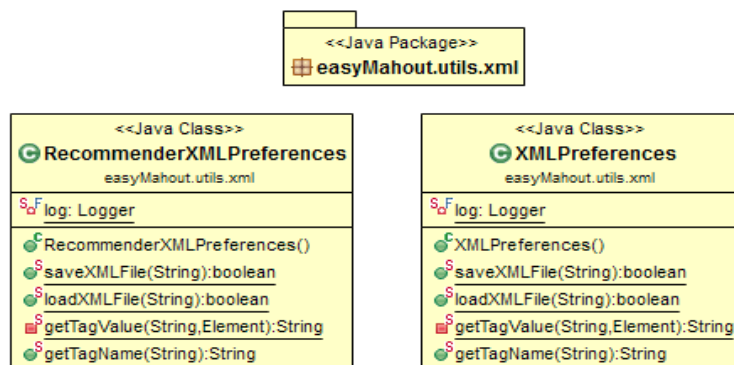 <<Java Package>>
easyMahout.utils.xml
<<Java Class>>
RecommenderXMLPreferences
easyMahout.utils.xml
log: Logger
RecommenderXMLPreferences()
saveXMLFile(String):boolean
loadXMLFile(String):boolean
getTagValue(String,Element):String
getTagName(String):String
<<Java Class>>
XMLPreferences
easyMahout.utils.xml
log: Logger
XMLPreferences()
saveXMLFile(String):boolean
loadXMLFile(String):boolean
getTagValue(String,Element):String
getTagName(String):String